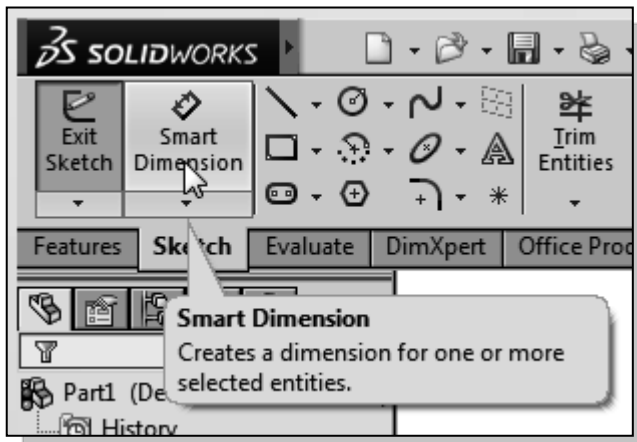 SOLIDWORKS
Exit Sketch
Smart Dimension
Trim Entities
Features Sketch Evaluate DimXpert Office Proc
Smart Dimension
Creates a dimension for one or more
selected entities.
Part1 (De
History